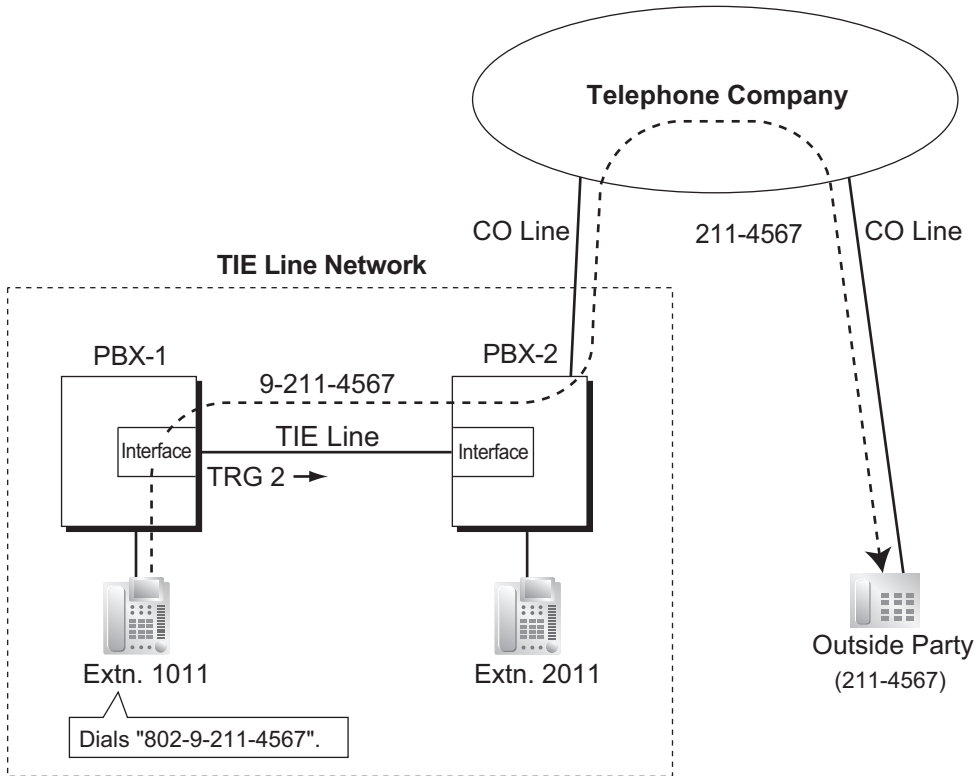 Telephone Company
CO Line
211-4567
CO Line
TIE Line Network
PBX-1
PBX-2
9-211-4567
TIE Line
Interface
Interface
TRG 2
Extn. 1011
Extn. 2011
Outside Party
(211-4567)
Dials "802-9-211-4567".